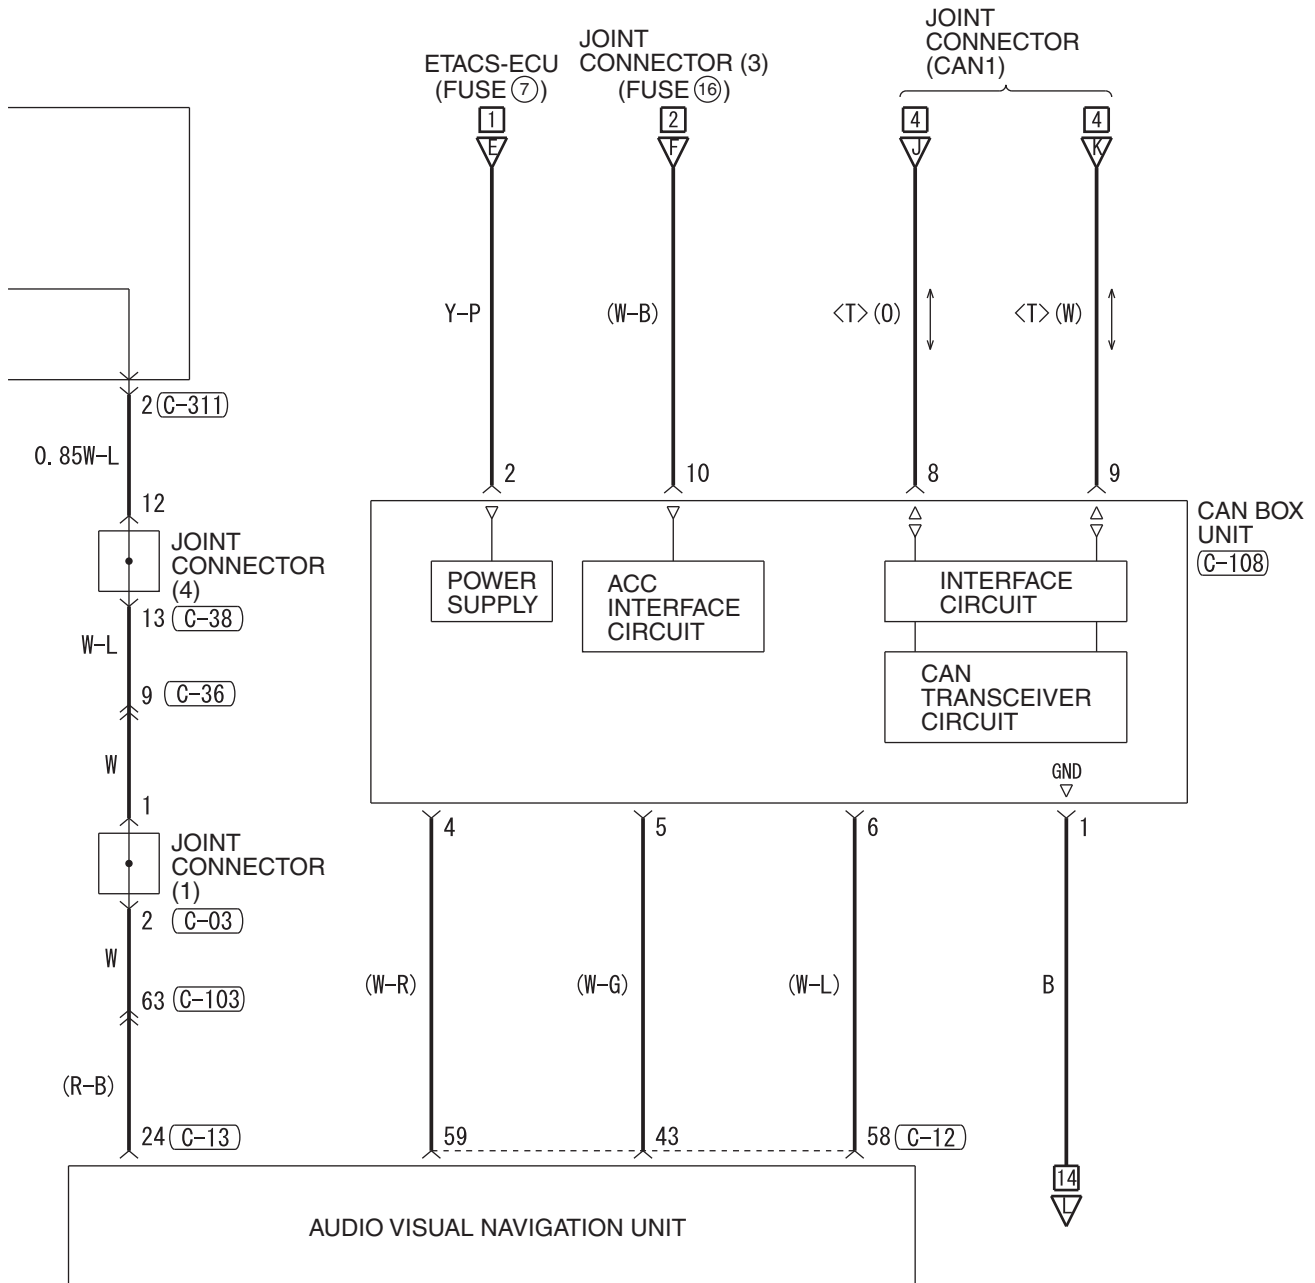 JOINT
CONNECTOR
(CAN1)
JOINT
CONNECTOR (3)
(FUSE 16)
ETACS-ECU
(FUSE 7)
1
2
4
4
E
F
J
K
Y-P
(W-B)
<T>(O)
<T>(W)
2 C-311
0.85W-L
12
2
10
8
9
JOINT
CONNECTOR
(4)
CAN BOX
UNIT
C-108
POWER
SUPPLY
ACC
INTERFACE
CIRCUIT
INTERFACE
CIRCUIT
13 C-38
W-L
9 C-36
CAN
TRANSCEIVER
CIRCUIT
W
GND
1
4
5
6
1
JOINT
CONNECTOR
(1)
2 C-03
W
63 C-103
(W-R)
(W-G)
(W-L)
B
(R-B)
24 C-13
59
43
58 C-12
14
L
AUDIO VISUAL NAVIGATION UNIT